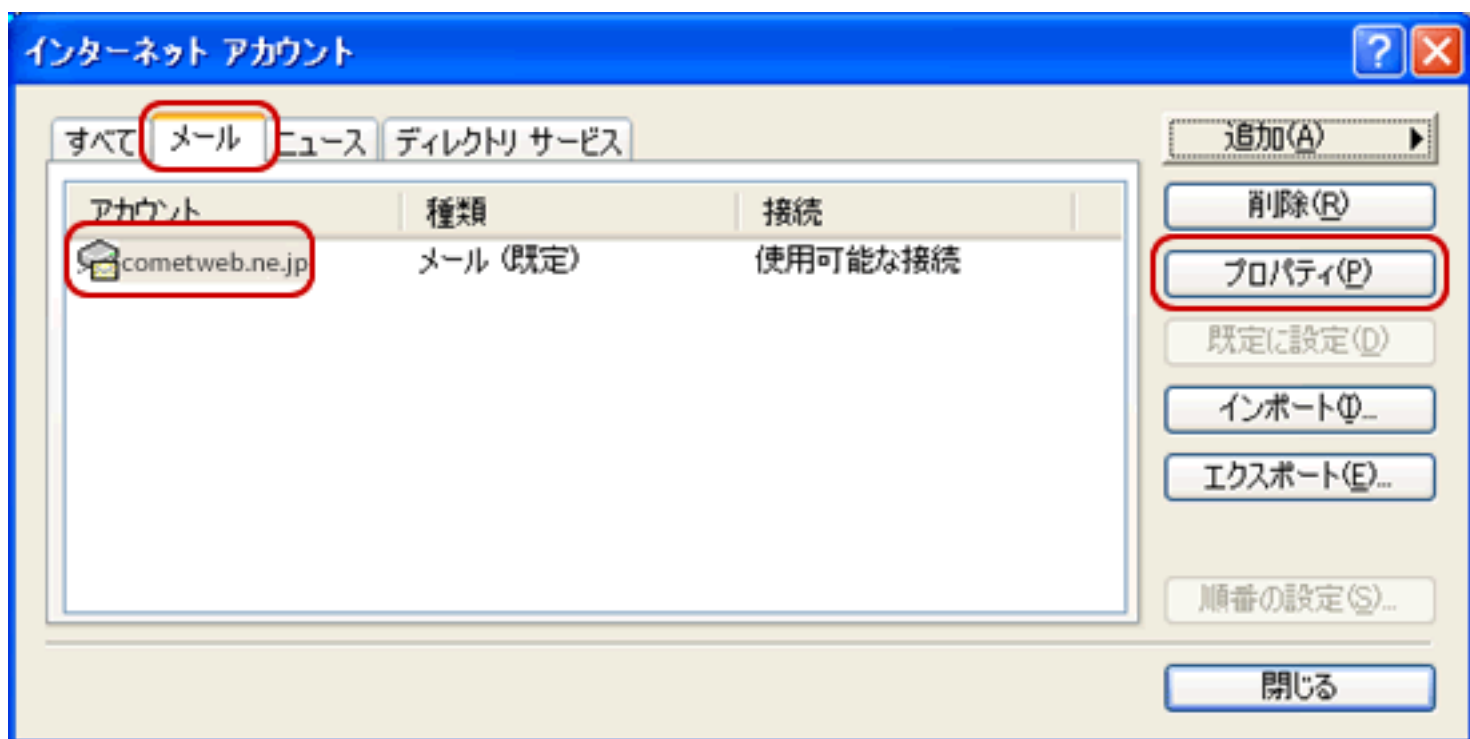 インターネット アカウント
すべて メール ニュース ディレクトリ サービス
追加(A)
アカウント 種類 接続
削除(R)
cometweb.ne.jp メール (既定) 使用可能な接続
プロパティ(P)
既定に設定(D)
インポート(I)...
エクスポート(E)...
順番の設定(S)...
閉じる